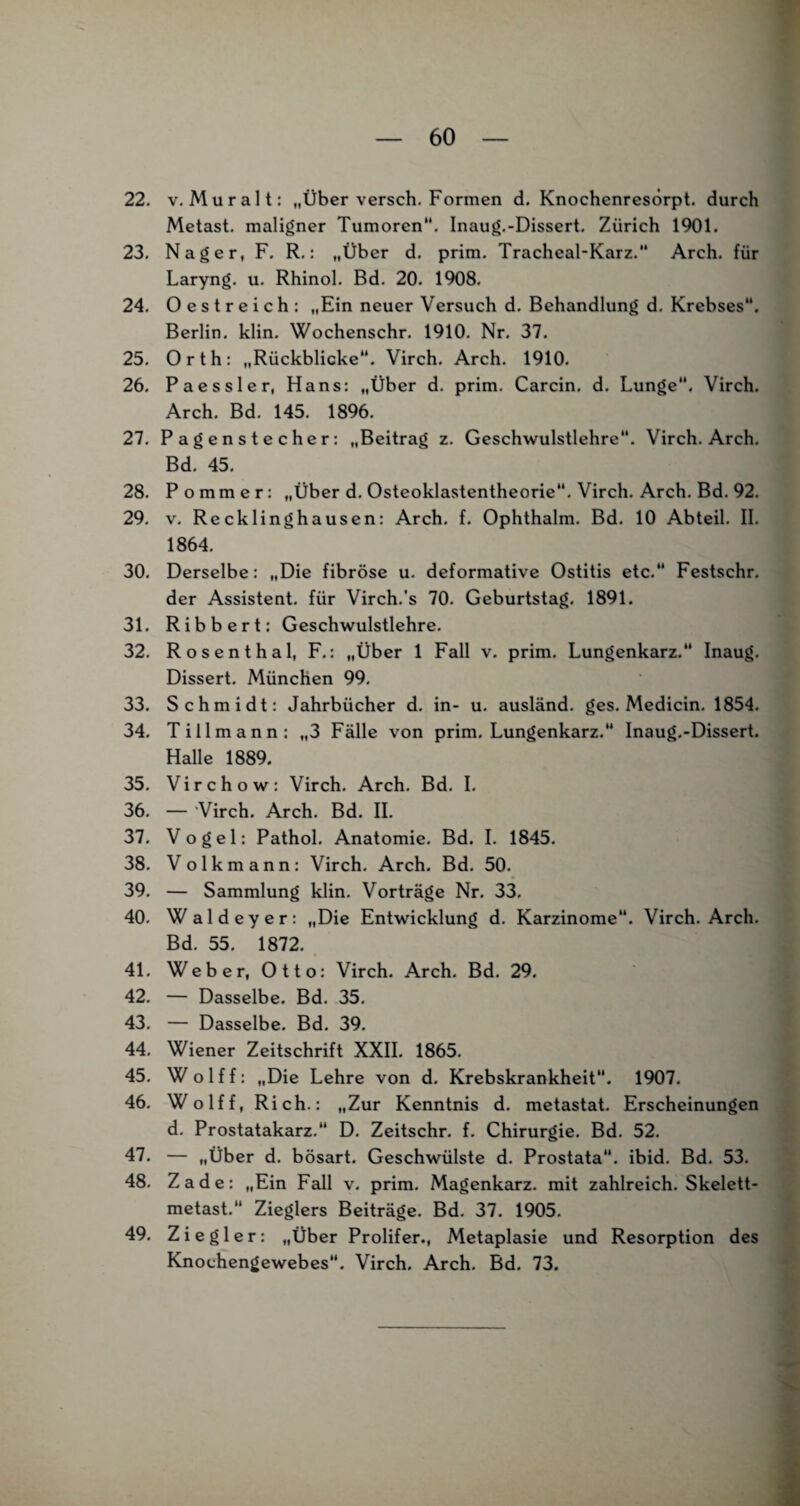 — 60 —
22. v. Muralt: „Über versch. Formen d. Knochenresorpt. durch
Metast. maligner Tumoren“. Inaug.-Dissert. Zürich 1901.
23. Nager, F. R.: „Über d. prim. Tracheal-Karz.“ Arch. für
Laryng. u. Rhinol. Bd. 20. 1908.
24. Oestreich: „Ein neuer Versuch d. Behandlung d. Krebses“.
Berlin. klin. Wochenschr. 1910. Nr. 37.
25. Orth: „Rückblicke“. Virch. Arch. 1910.
26. Paessler, Hans: „Über d. prim. Carcin. d. Lunge“. Virch.
Arch. Bd. 145. 1896.
27. Pagenstecher: „Beitrag z. Geschwulstlehre“. Virch. Arch.
Bd. 45.
28. Pommer: „Über d. Osteoklastentheorie“. Virch. Arch. Bd. 92.
29. v. Recklinghausen: Arch. f. Ophthalm. Bd. 10 Abteil. II.
1864.
30. Derselbe: „Die fibröse u. deformative Ostitis etc.“ Festschr.
der Assistent. für Virch.'s 70. Geburtstag. 1891.
31. Ribbert: Geschwulstlehre.
32. Rosenthal, F.: „Über 1 Fall v. prim. Lungenkarz.“ Inaug.
Dissert. München 99.
33. Schmidt: Jahrbücher d. in- u. ausländ. ges. Medicin. 1854.
34. Tillmann: „3 Fälle von prim. Lungenkarz.“ Inaug.-Dissert.
Halle 1889.
35. Virchow: Virch. Arch. Bd. I.
36. — Virch. Arch. Bd. II.
37. Vogel: Pathol. Anatomie. Bd. I. 1845.
38. Volkmann: Virch. Arch. Bd. 50.
39. — Sammlung klin. Vorträge Nr. 33.
40. Waldeyer: „Die Entwicklung d. Karzinome“. Virch. Arch.
Bd. 55. 1872.
41. Weber, Otto: Virch. Arch. Bd. 29.
42. — Dasselbe. Bd. 35.
43. — Dasselbe. Bd. 39.
44. Wiener Zeitschrift XXII. 1865.
45. Wolff: „Die Lehre von d. Krebskrankheit“. 1907.
46. Wolff, Rich.: „Zur Kenntnis d. metastat. Erscheinungen
d. Prostatakarz.“ D. Zeitschr. f. Chirurgie. Bd. 52.
47. — „Über d. bösart. Geschwülste d. Prostata“. ibid. Bd. 53.
48. Zade: „Ein Fall v. prim. Magenkarz. mit zahlreich. Skelett-
metast.“ Zieglers Beiträge. Bd. 37. 1905.
49. Ziegler: „Über Prolifer., Metaplasie und Resorption des
Knochengewebes“. Virch. Arch. Bd. 73.